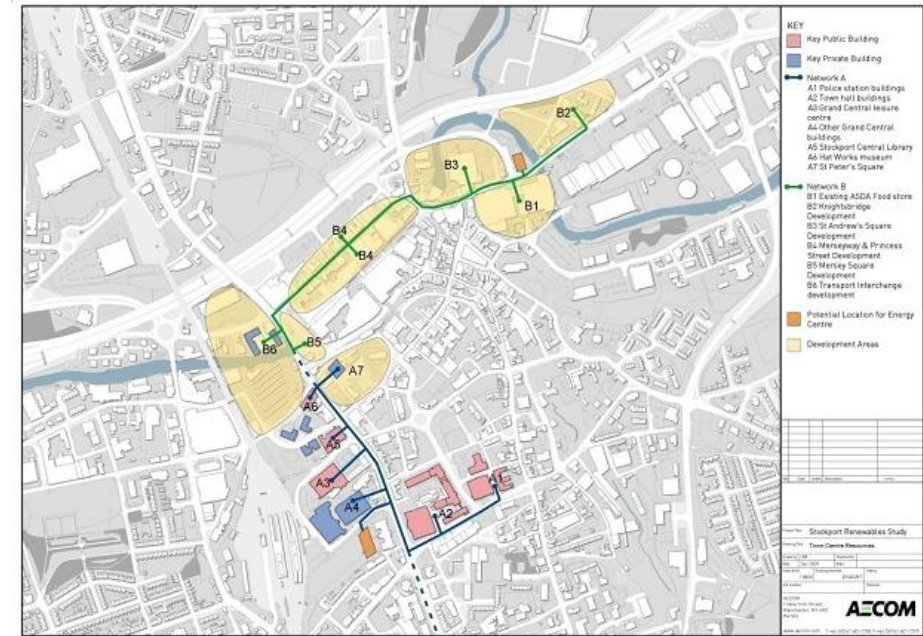 B2
B3
B1
B4
B4
B6
B5
A7
A6
A5
A3
A4
A1
A2
KEY
Key Public Building
Key Private Building
Network A
A1 Police station buildings
A2 Town hall buildings
A3 Grand Central leisure
centre
A4 Other Grand Central
buildings
A5 Stockport Central Library
A6 Hat Works museum
A7 St Peter's Square
Network B
B1 Existing ASDA Food store
B2 Knightsbridge
Development
B3 St Andrew's Square
Development
B4 Merseyway & Princess
Street Development
B5 Mersey Square
Development
B6 Transport Interchange
development
Potential Location for Energy
Centre
Development Areas
Stockport Renewables Study
Town Centre Resources
AECOM
AECOM